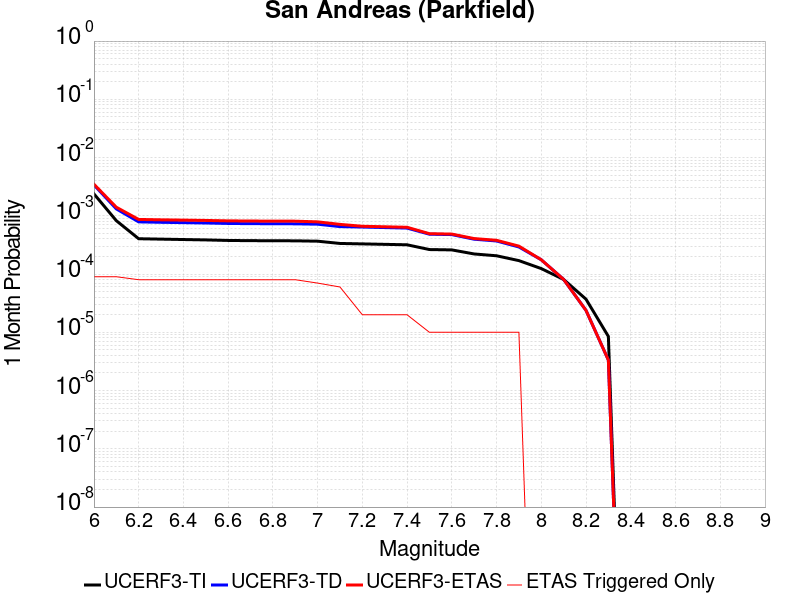 San Andreas (Parkfield)
10^0
10^-1
10^-2
10^-3
10^-4
10^-5
10^-6
10^-7
10^-8
1 Month Probability
6 6.2 6.4 6.6 6.8 7 7.2 7.4 7.6 7.8 8 8.2 8.4 8.6 8.8 9
Magnitude
UCERF3-TI UCERF3-TD UCERF3-ETAS ETAS Triggered Only